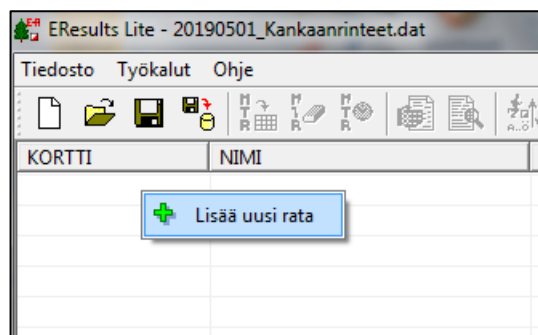 EResults Lite - 20190501_Kankaanrinteet.dat
Tiedosto Työkalut Ohje
KORTTI NIMI
Lisää uusi rata